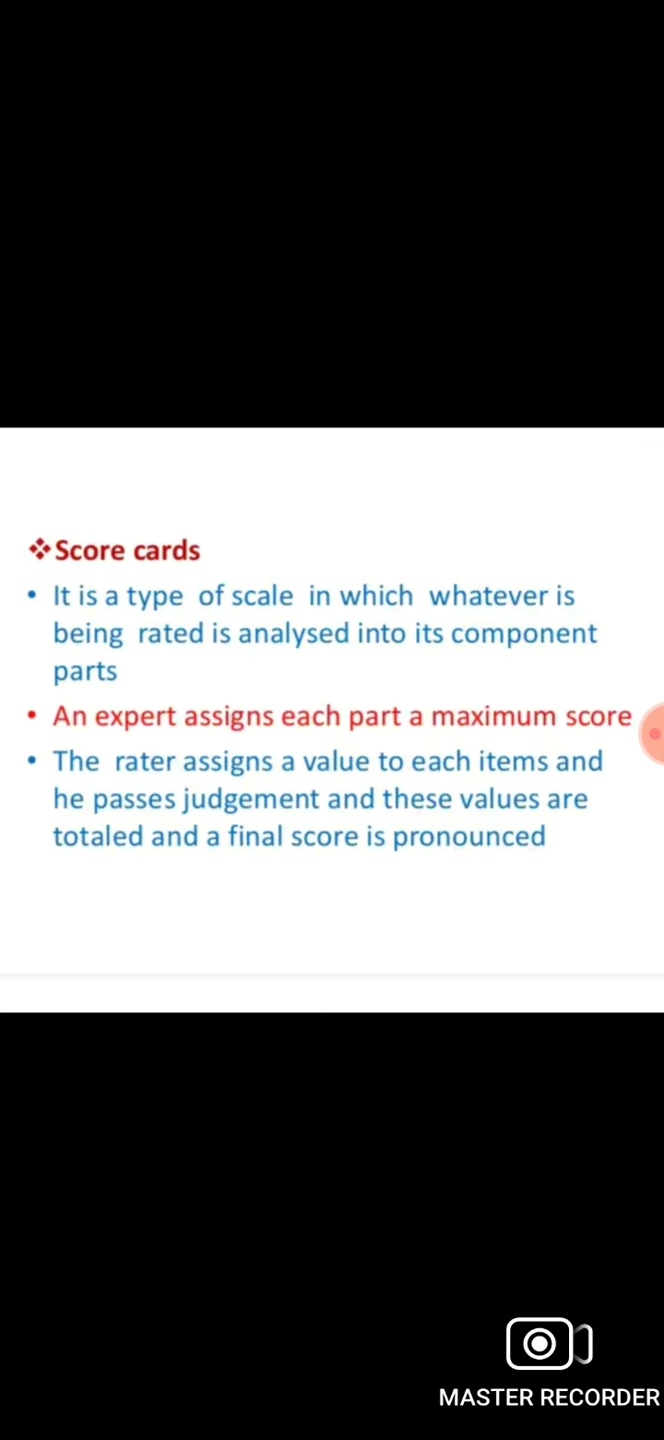 ❖Score cards
• It is a type of scale in which whatever is
being rated is analysed into its component
parts
• An expert assigns each part a maximum score
• The rater assigns a value to each items and
he passes judgement and these values are
totaled and a final score is pronounced
MASTER RECORDER